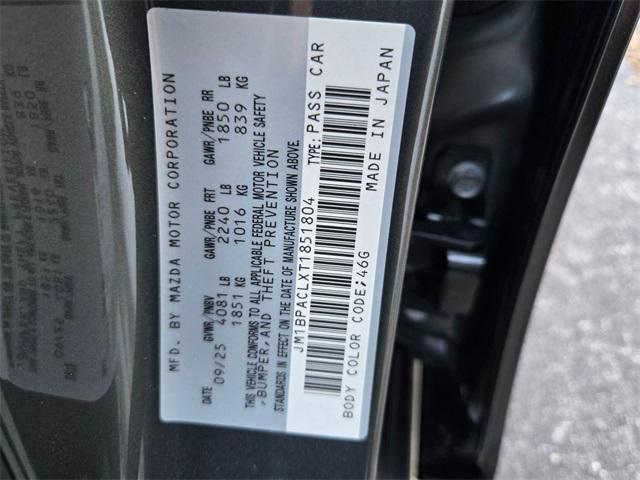 MFD. BY MAZDA MOTOR CORPORATION
DATE GVWR/PNBV GAWR/PNBE FRT GAWR/PNBE RR
09/25 4081 LB 2240 LB 1850 LB
1851 KG 1016 KG 839 KG
THIS VEHICLE CONFORMS TO ALL APPLICABLE FEDERAL MOTOR VEHICLE SAFETY
,BUMPER,AND THEFT PREVENTION
STANDARDS IN EFFECT ON THE DATE OF MANUFACTURE SHOWN ABOVE.
JM1BPACLXT1851804 TYPE: PASS CAR
BODY COLOR CODE;46G MADE IN JAPAN